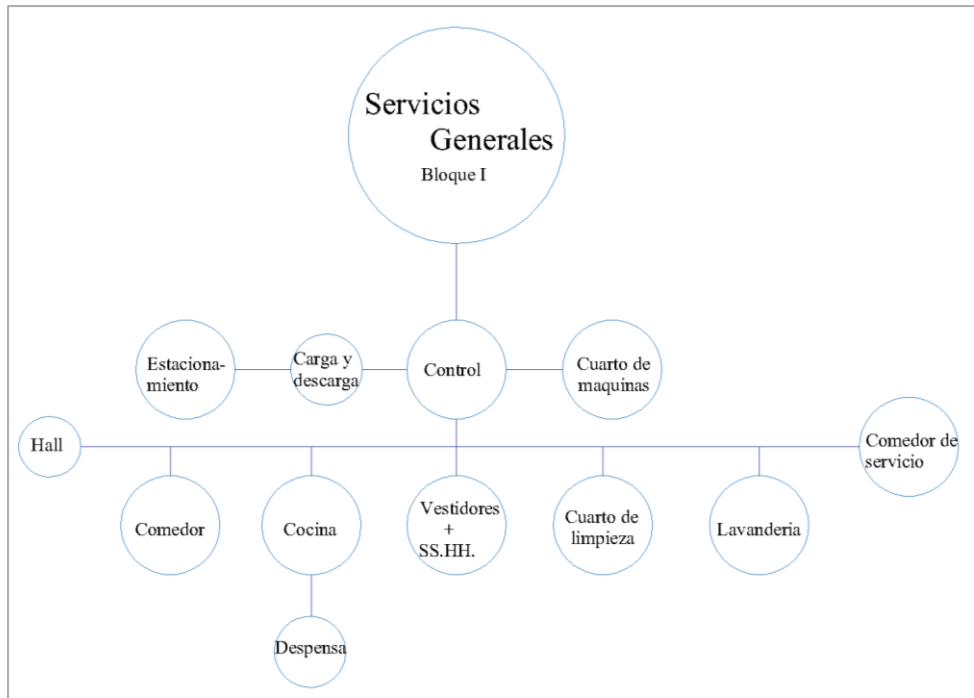 Servicios
Generales
Bloque I
Estaciona-
miento
Carga y
descarga
Control
Cuarto de
maquinas
Hall
Comedor de
servicio
Comedor
Cocina
Vestidores
+
SS.HH.
Cuarto de
limpieza
Lavanderia
Despensa